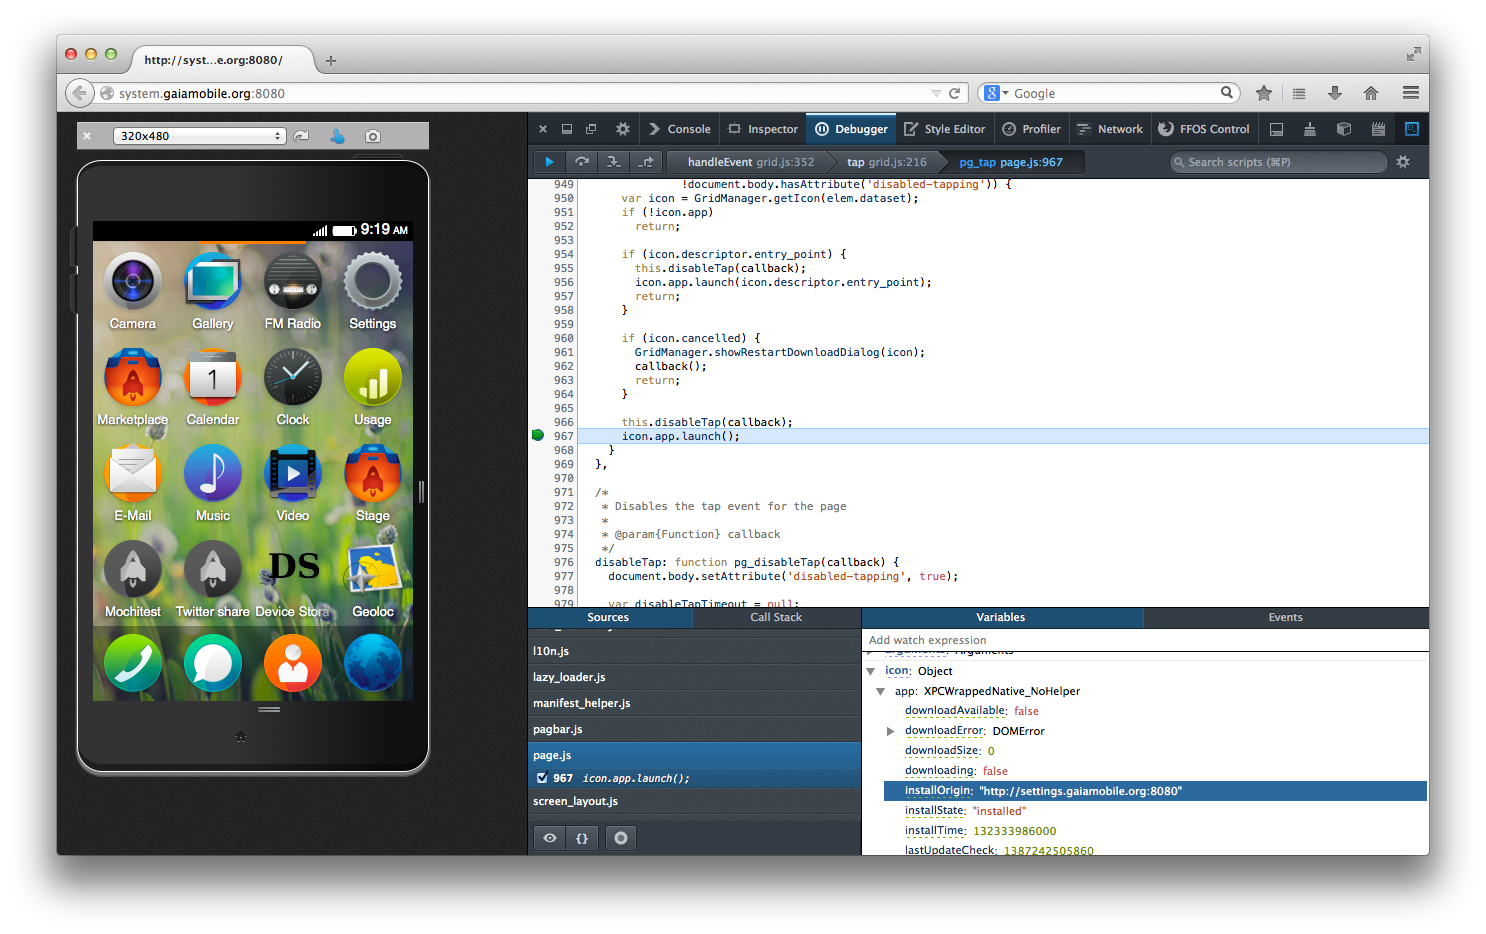 http://syst...e.org:8080/
system.gaiamobile.org:8080
Google
320x480
Console
Inspector
Debugger
Style Editor
Profiler
Network
FFOS Control
handleEvent grid.js:352
tap grid.js:216
pg_tap page.js:967
Search scripts (⌘P)
9:19 AM
Camera
Gallery
FM Radio
Settings
1
Marketplace
Calendar
Clock
Usage
E-Mail
Music
Video
Stage
DS
Mochitest
Twitter share
Device Stora
Geoloc
949 !document.body.hasAttribute('disabled-tapping')) {
950 var icon = GridManager.getIcon(elem.dataset);
951 if (!icon.app)
952 return;
953
954 if (icon.descriptor.entry_point) {
955 this.disableTap(callback);
956 icon.app.launch(icon.descriptor.entry_point);
957 return;
958 }
959
960 if (icon.cancelled) {
961 GridManager.showRestartDownloadDialog(icon);
962 callback();
963 return;
964 }
965
966 this.disableTap(callback);
967 icon.app.launch();
968 }
969 },
970
971 /*
972 * Disables the tap event for the page
973 *
974 * @param{Function} callback
975 */
976 disableTap: function pg_disableTap(callback) {
977 document.body.setAttribute('disabled-tapping', true);
978
979 var disableTapTimeout = null;
Sources
Call Stack
l10n.js
lazy_loader.js
manifest_helper.js
pagbar.js
page.js
967 icon.app.launch();
screen_layout.js
{}
Variables
Events
Add watch expression
arguments: Arguments
icon: Object
app: XPCWrappedNative_NoHelper
downloadAvailable: false
downloadError: DOMError
downloadSize: 0
downloading: false
installOrigin: "http://settings.gaiamobile.org:8080"
installState: "installed"
installTime: 132333986000
lastUpdateCheck: 1387242505860